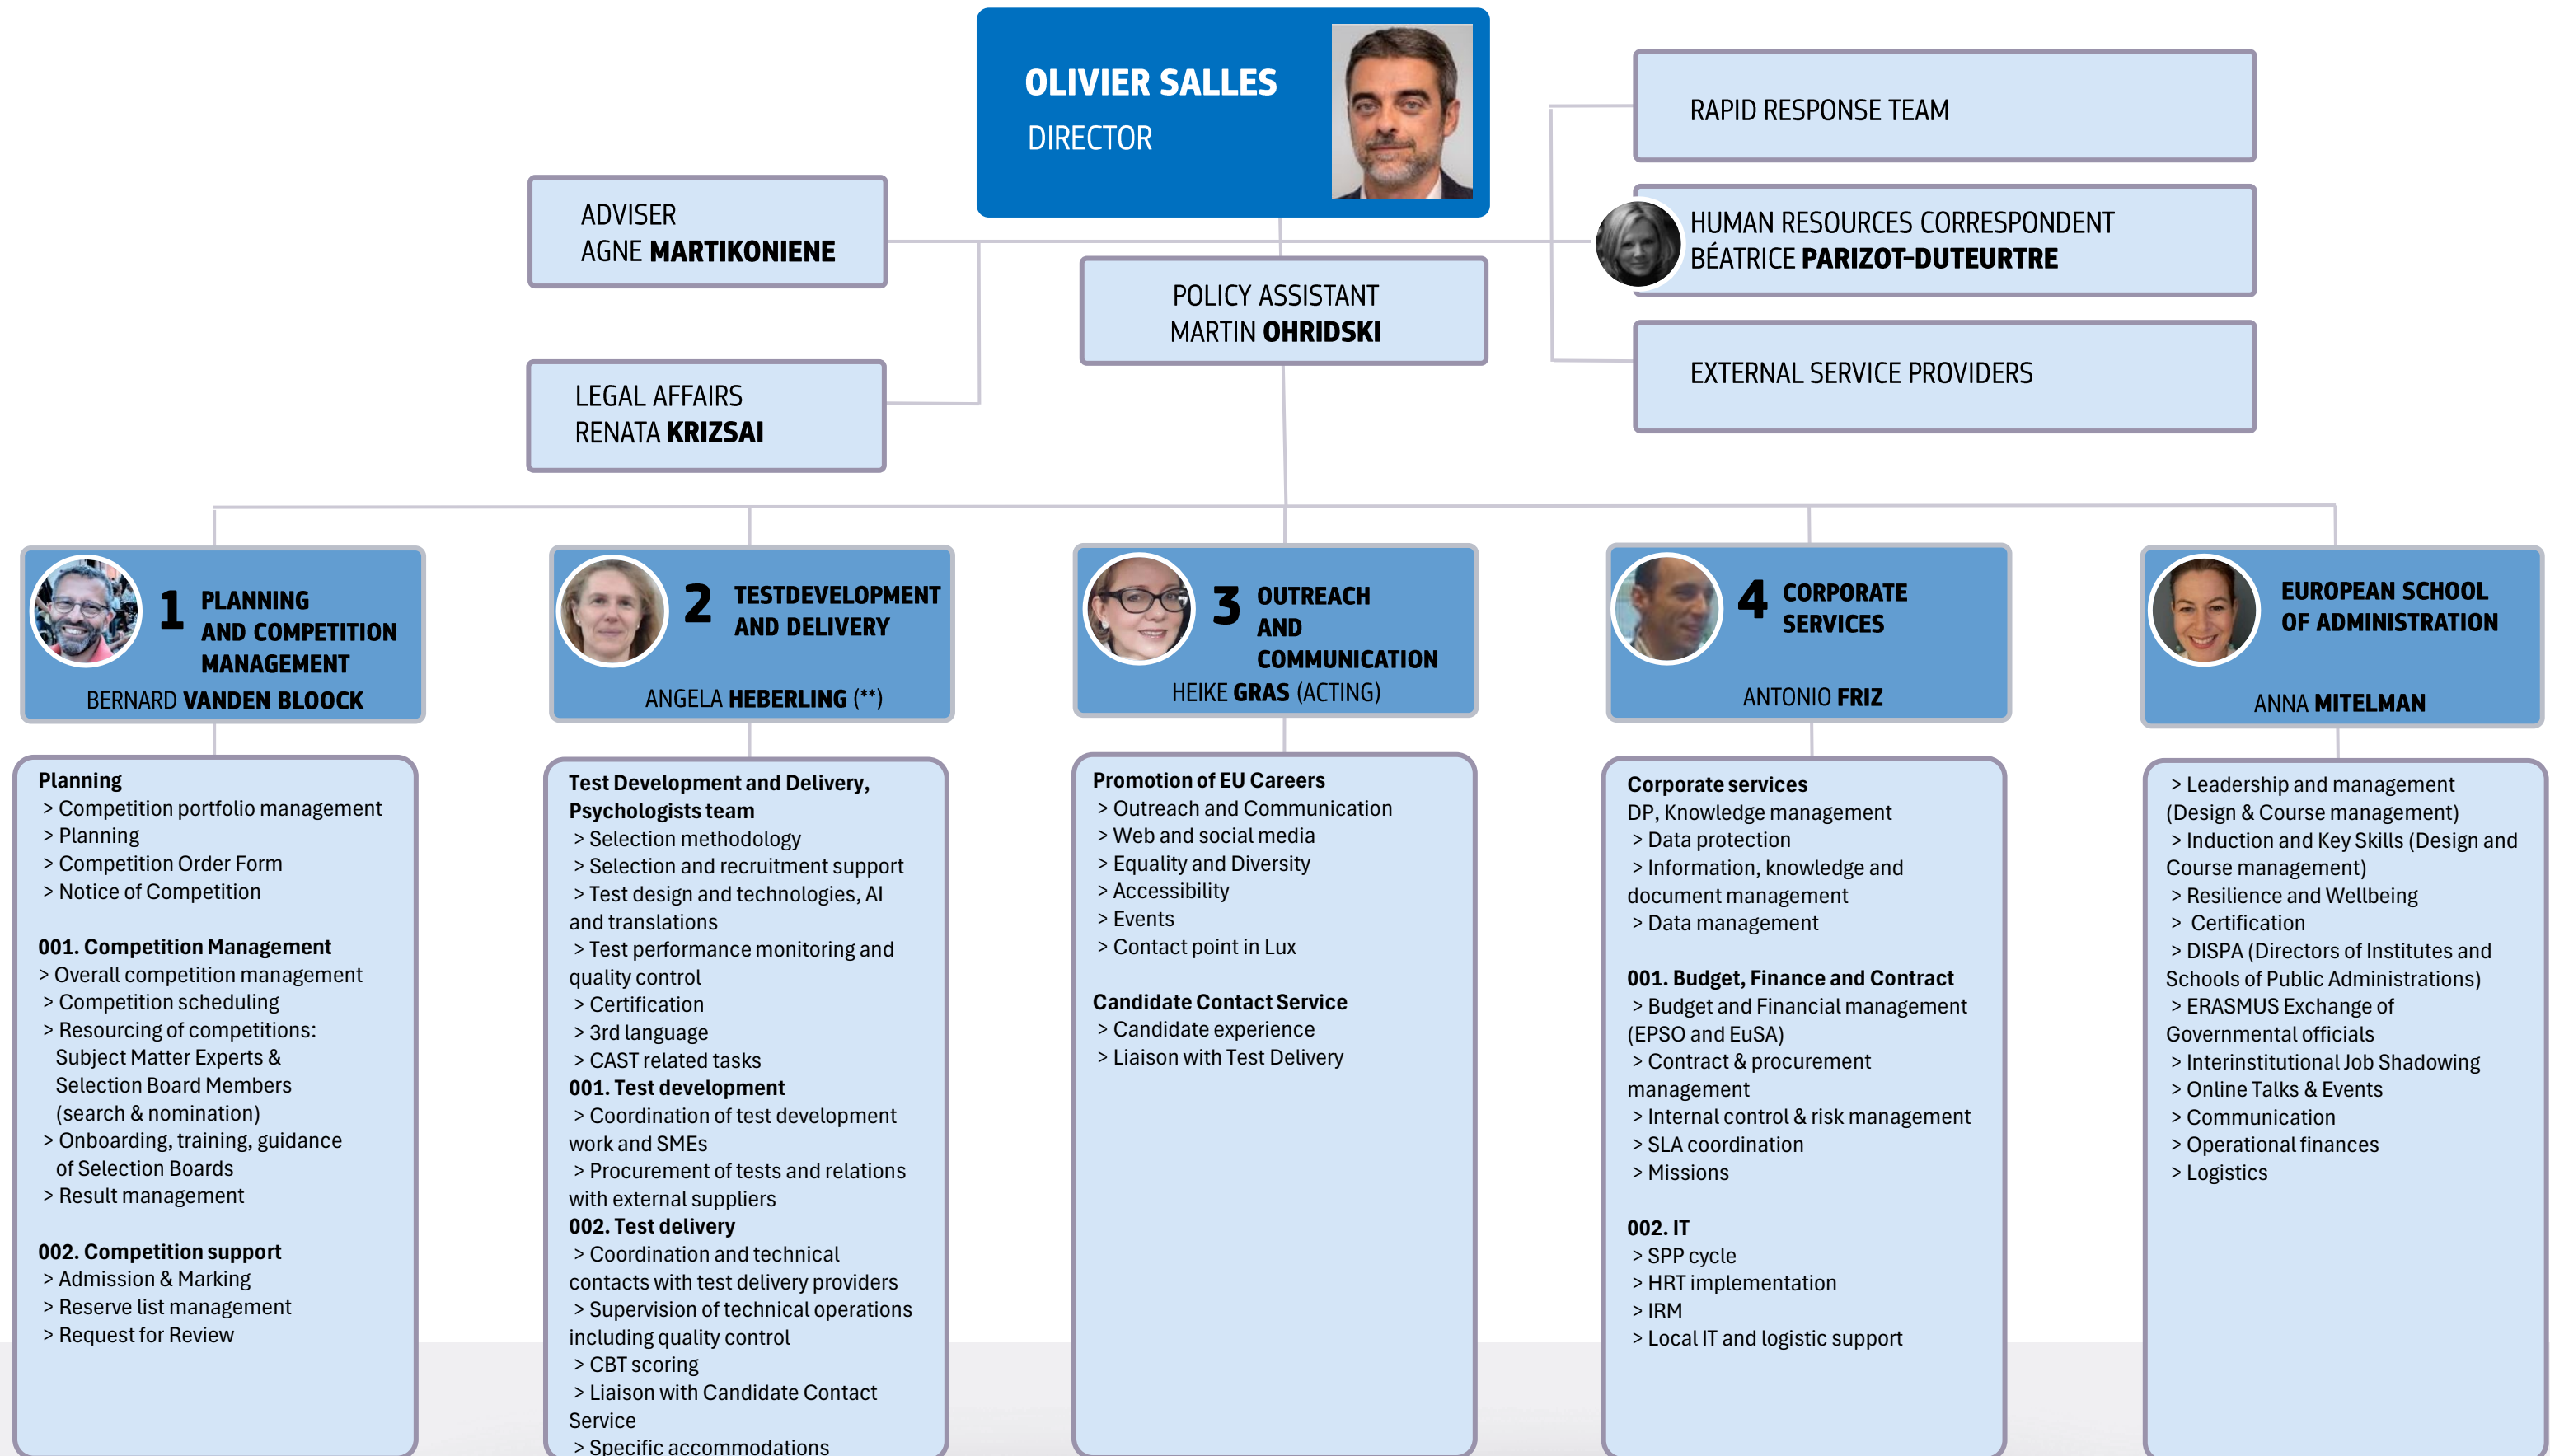 OLIVIER SALLES
DIRECTOR
RAPID RESPONSE TEAM
ADVISER
AGNE MARTIKONIENE
HUMAN RESOURCES CORRESPONDENT
BÉATRICE PARIZOT-DUTEURTRE
POLICY ASSISTANT
MARTIN OHRIDSKI
EXTERNAL SERVICE PROVIDERS
LEGAL AFFAIRS
RENATA KRIZSAI
1 PLANNING
AND COMPETITION
MANAGEMENT
BERNARD VANDEN BLOOCK
Planning
> Competition portfolio management
> Planning
> Competition Order Form
> Notice of Competition
001. Competition Management
> Overall competition management
> Competition scheduling
> Resourcing of competitions:
Subject Matter Experts &
Selection Board Members
(search & nomination)
> Onboarding, training, guidance
of Selection Boards
> Result management
002. Competition support
> Admission & Marking
> Reserve list management
> Request for Review
2 TESTDEVELOPMENT
AND DELIVERY
ANGELA HEBERLING (**)
Test Development and Delivery,
Psychologists team
> Selection methodology
> Selection and recruitment support
> Test design and technologies, AI
and translations
> Test performance monitoring and
quality control
> Certification
> 3rd language
> CAST related tasks
001. Test development
> Coordination of test development
work and SMEs
> Procurement of tests and relations
with external suppliers
002. Test delivery
> Coordination and technical
contacts with test delivery providers
> Supervision of technical operations
including quality control
> CBT scoring
> Liaison with Candidate Contact
Service
> Specific accommodations
3 OUTREACH
AND
COMMUNICATION
HEIKE GRAS (ACTING)
Promotion of EU Careers
> Outreach and Communication
> Web and social media
> Equality and Diversity
> Accessibility
> Events
> Contact point in Lux
Candidate Contact Service
> Candidate experience
> Liaison with Test Delivery
4 CORPORATE
SERVICES
ANTONIO FRIZ
Corporate services
DP, Knowledge management
> Data protection
> Information, knowledge and
document management
> Data management
001. Budget, Finance and Contract
> Budget and Financial management
(EPSO and EuSA)
> Contract & procurement
management
> Internal control & risk management
> SLA coordination
> Missions
002. IT
> SPP cycle
> HRT implementation
> IRM
> Local IT and logistic support
EUROPEAN SCHOOL
OF ADMINISTRATION
ANNA MITELMAN
> Leadership and management
(Design & Course management)
> Induction and Key Skills (Design and
Course management)
> Resilience and Wellbeing
> Certification
> DISPA (Directors of Institutes and
Schools of Public Administrations)
> ERASMUS Exchange of
Governmental officials
> Interinstitutional Job Shadowing
> Online Talks & Events
> Communication
> Operational finances
> Logistics